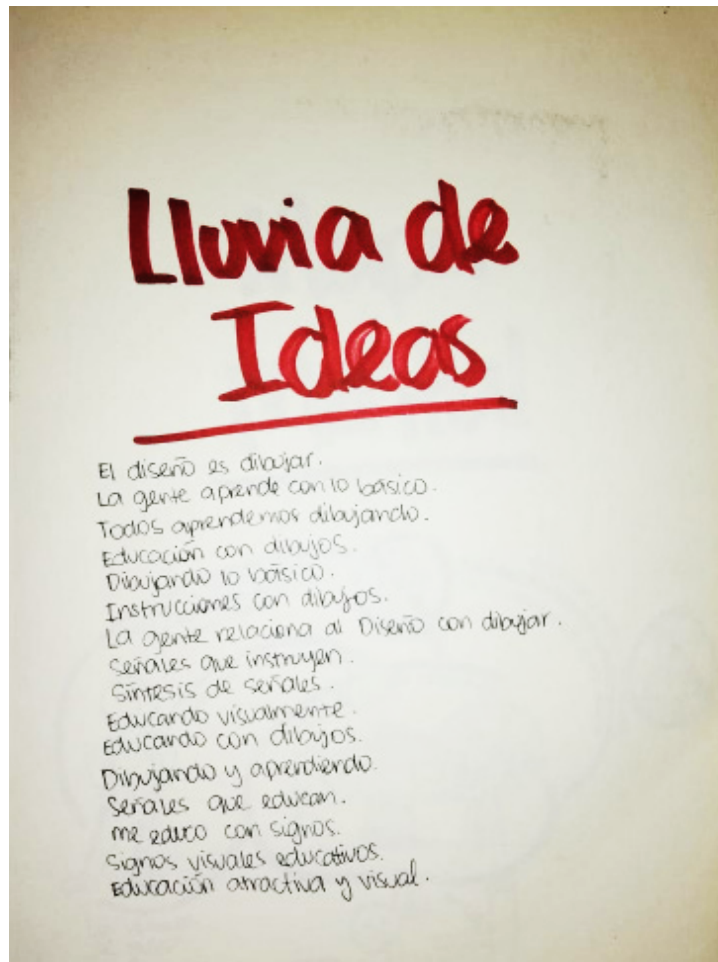 Lluvia de
Ideas
El diseño es dibujar.
La gente aprende con lo básico.
Todos aprendemos dibujando.
Educación con dibujos.
Dibujando lo básico.
Instrucciones con dibujos.
La gente relaciona al Diseño con dibujar.
Señales que instruyen.
Síntesis de señales.
Educando visualmente.
Educando con dibujos.
Dibujando y aprendiendo.
Señales que educan.
me educo con signos.
Signos visuales educativos.
Educación atractiva y visual.